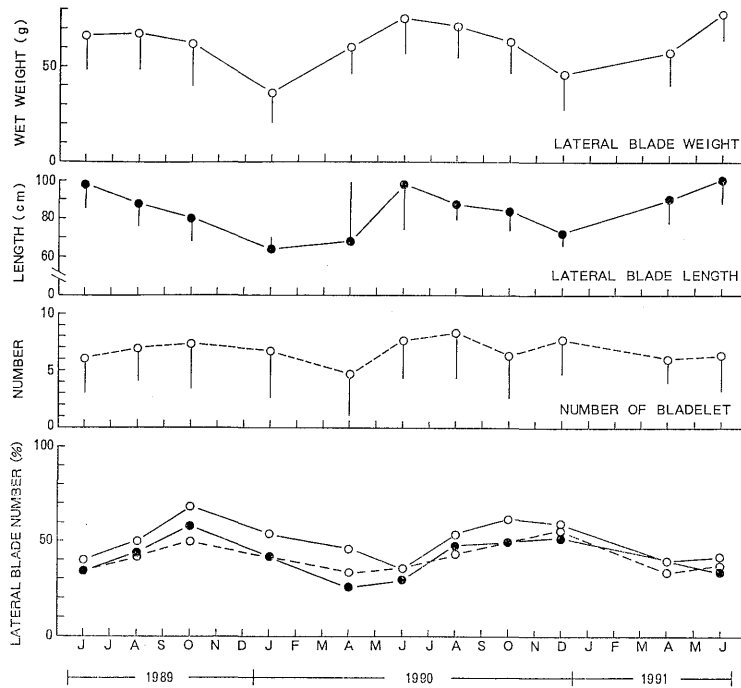 WET WEIGHT (g)
50
0
LATERAL BLADE WEIGHT
LENGTH (cm)
100
80
60
0
LATERAL BLADE LENGTH
NUMBER
10
5
0
NUMBER OF BLADELET
LATERAL BLADE NUMBER (%)
100
50
0
J A S O N D J F M A M J J A S O N D J F M A M J
1989 1990 1991